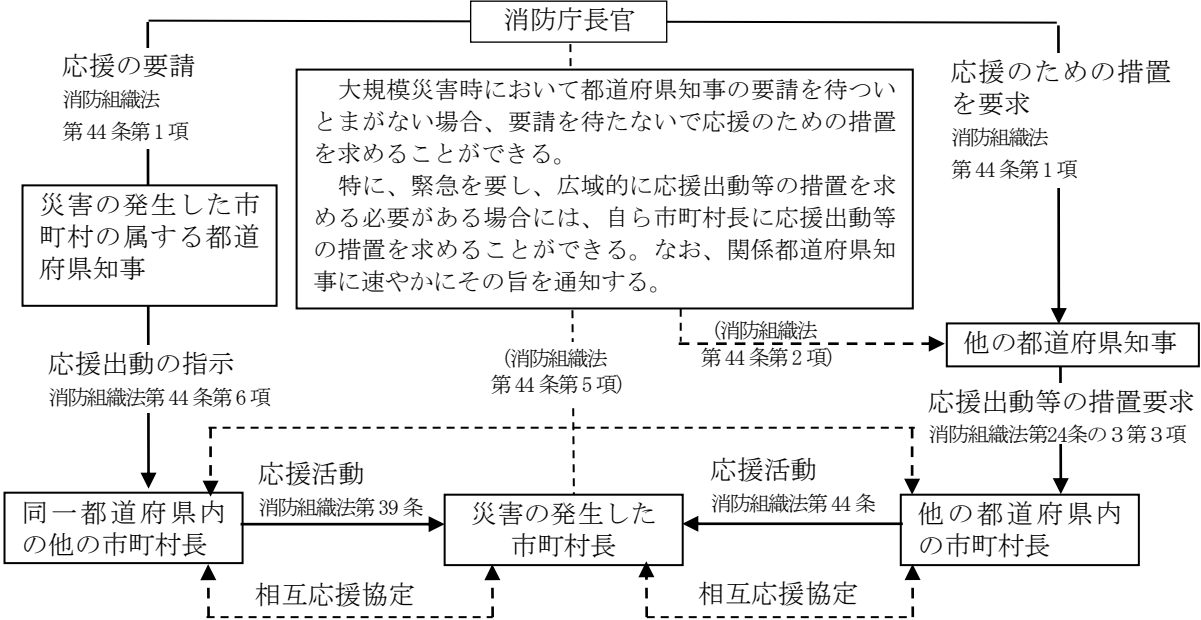 消防庁長官
応援の要請
消防組織法
第44条第1項
大規模災害時において都道府県知事の要請を待つい
とまがない場合、要請を待たないで応援のための措置
を求めることができる。
特に、緊急を要し、広域的に応援出動等の措置を求
める必要がある場合には、自ら市町村長に応援出動等
の措置を求めることができる。なお、関係都道府県知
事に速やかにその旨を通知する。
応援のための措置
を要求
消防組織法
第44条第1項
災害の発生した市
町村の属する都道
府県知事
(消防組織法
第44条第2項)
他の都道府県知事
応援出動の指示
消防組織法第44条第6項
(消防組織法
第44条第5項)
応援出動等の措置要求
消防組織法第24条の3第3項
応援活動
消防組織法第39条
応援活動
消防組織法第44条
同一都道府県内
の他の市町村長
災害の発生した
市町村長
他の都道府県内
の市町村長
相互応援協定
相互応援協定